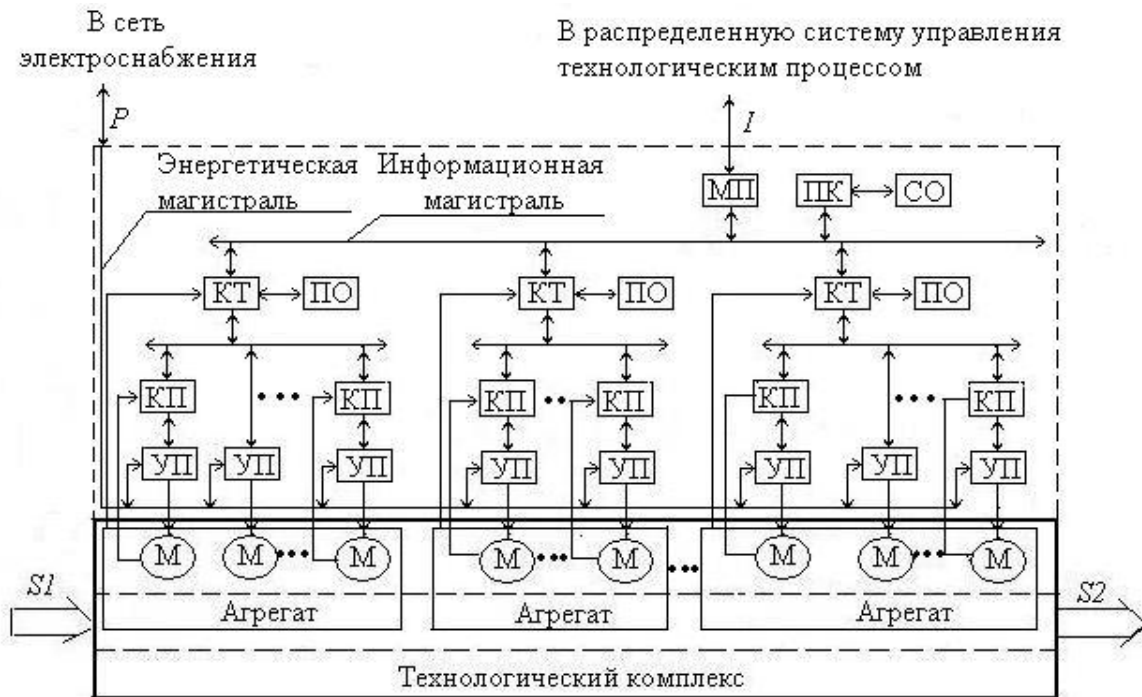 В сеть
электроснабжения
В распределенную систему управления
технологическим процессом
P
I
Энергетическая
магистраль
Информационная
магистраль
МП
ПК
СО
КТ
ПО
КТ
ПО
КТ
ПО
КП
КП
КП
КП
КП
КП
УП
УП
УП
УП
УП
УП
УП
УП
М
М
М
М
М
М
М
М
S1
S2
Агрегат
Агрегат
Агрегат
Технологический комплекс